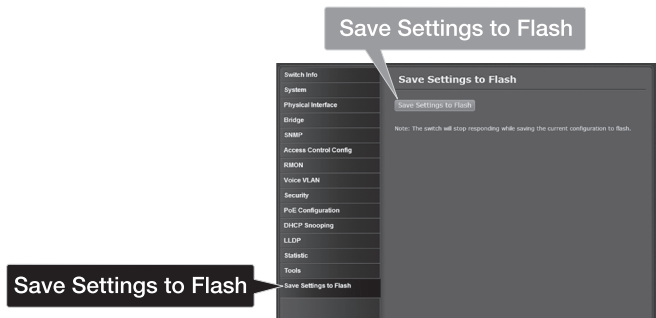 Save Settings to Flash
Switch Info
System
Physical Interface
Bridge
SNMP
Access Control Config
RMON
Voice VLAN
Security
PoE Configuration
DHCP Snooping
LLDP
Statistic
Tools
Save Settings to Flash
Save Settings to Flash
Save Settings to Flash
Save Settings to Flash
Note: The switch will stop responding while saving the current configuration to flash.